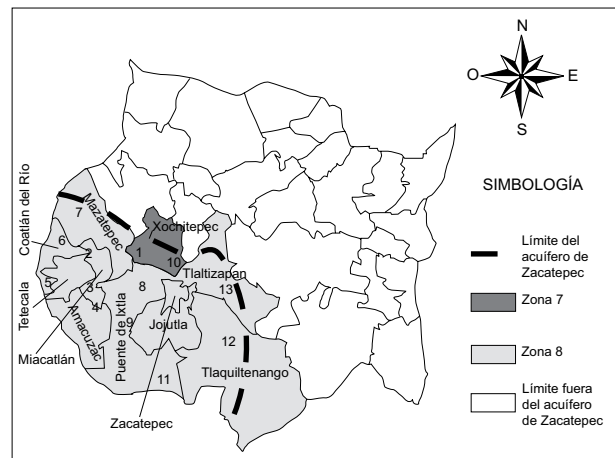 N
O
E
S
SIMBOLOGÍA
Límite del
acuífero de
Zacatepec
Zona 7
Zona 8
Límite fuera
del acuífero
de Zacatepec
Coatlán del Río
Mazatepec
7
Xochitepec
1
10
6
2
Tlaltizapan
13
5
3
8
4
Tetecala
Amacuzac
Puente de Ixtla
9
Jojutla
12
Miacatlán
Tlaquiltenango
11
Zacatepec